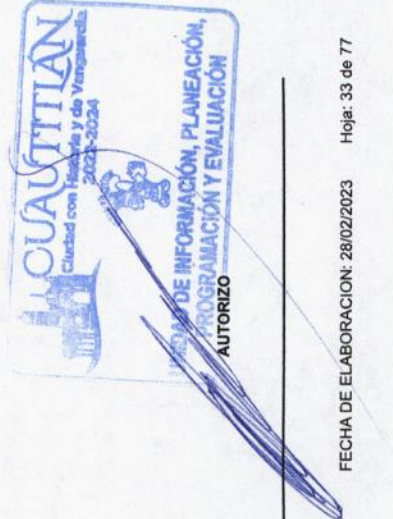 CUAUTITLÁN
Ciudad con Historia y de Vanguardia
2022-2024
UNIDAD DE INFORMACIÓN, PLANEACIÓN,
PROGRAMACIÓN Y EVALUACIÓN
AUTORIZO
FECHA DE ELABORACION: 28/02/2023 Hoja: 33 de 77